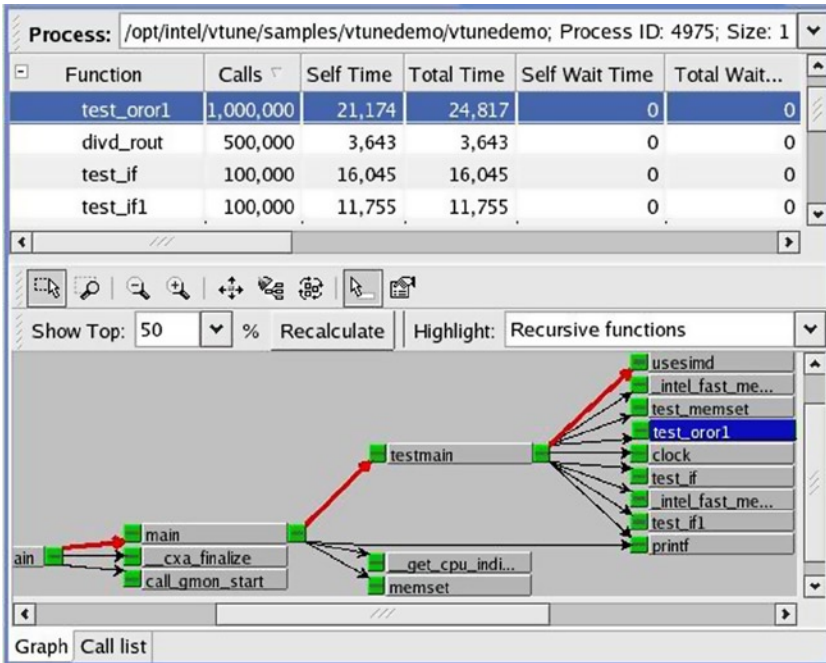 Process: /opt/intel/vtune/samples/vtunedemo/vtunedemo; Process ID: 4975; Size: 1
Function Calls Self Time Total Time Self Wait Time Total Wait...
test_oror1 1,000,000 21,174 24,817 0 0
divd_rout 500,000 3,643 3,643 0 0
test_if 100,000 16,045 16,045 0 0
test_if1 100,000 11,755 11,755 0 0
Show Top: 50 % Recalculate Highlight: Recursive functions
usesimd
_intel_fast_me...
test_memset
test_oror1
testmain
clock
test_if
_intel_fast_me...
test_if1
main
printf
ain
__cxa_finalize
__get_cpu_indi...
call_gmon_start
memset
Graph Call list